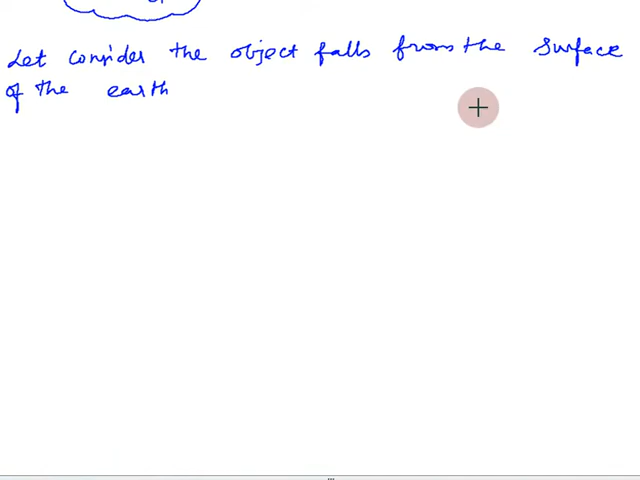 Let consider the object falls from the surface
of the earth